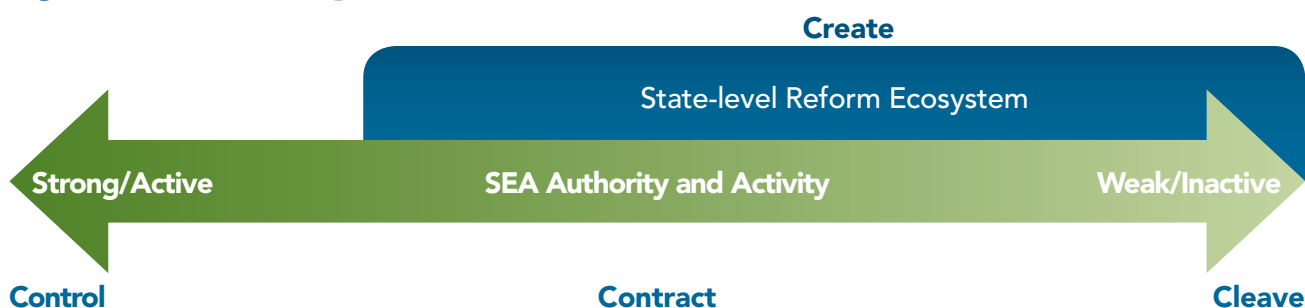 Create
State-level Reform Ecosystem
Strong/Active SEA Authority and Activity Weak/Inactive
Control Contract Cleave